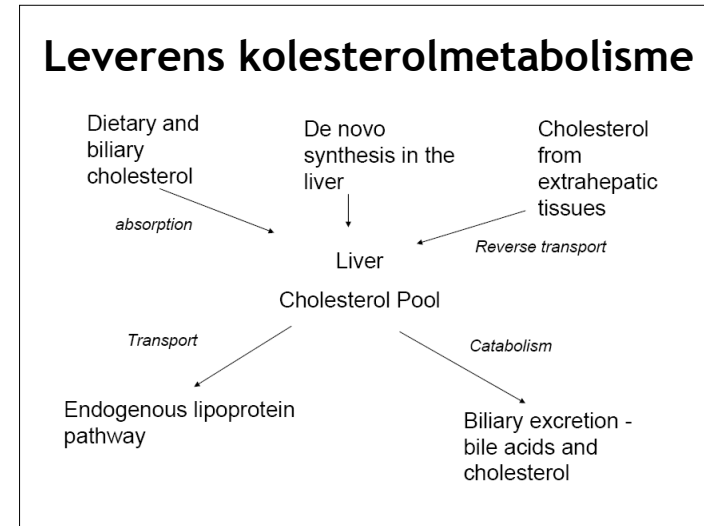 Leverens kolesterolmetabolisme
Dietary and
biliary
cholesterol
De novo
synthesis in the
liver
Cholesterol
from
extrahepatic
tissues
absorption
Reverse transport
Liver
Cholesterol Pool
Transport
Catabolism
Endogenous lipoprotein
pathway
Biliary excretion -
bile acids and
cholesterol